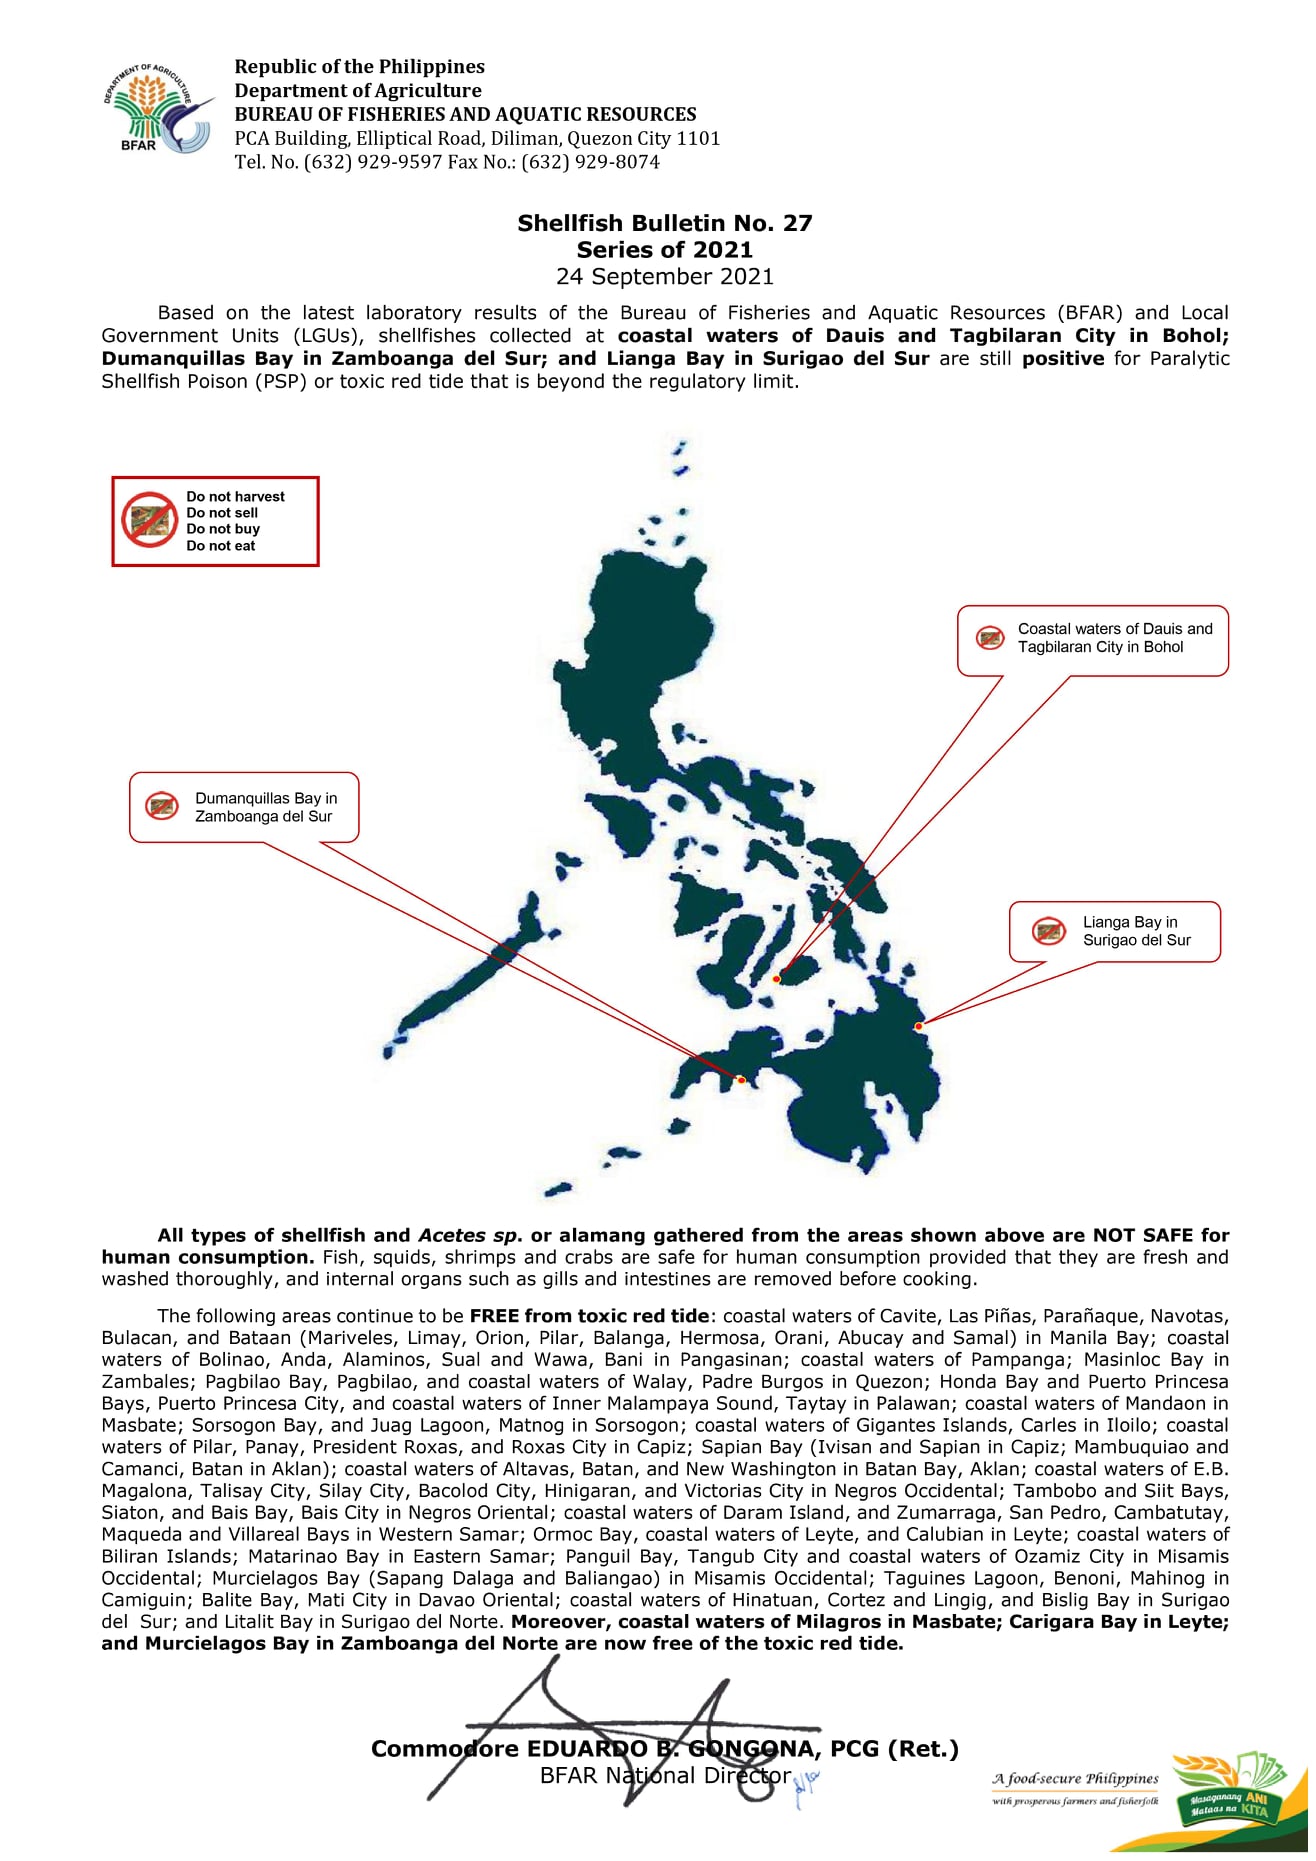 DEPARTMENT OF AGRICULTURE
BFAR
Republic of the Philippines
Department of Agriculture
BUREAU OF FISHERIES AND AQUATIC RESOURCES
PCA Building, Elliptical Road, Diliman, Quezon City 1101
Tel. No. (632) 929-9597 Fax No.: (632) 929-8074
Shellfish Bulletin No. 27
Series of 2021
24 September 2021
Based on the latest laboratory results of the Bureau of Fisheries and Aquatic Resources (BFAR) and Local
Government Units (LGUs), shellfishes collected at coastal waters of Dauis and Tagbilaran City in Bohol;
Dumanquillas Bay in Zamboanga del Sur; and Lianga Bay in Surigao del Sur are still positive for Paralytic
Shellfish Poison (PSP) or toxic red tide that is beyond the regulatory limit.
Do not harvest
Do not sell
Do not buy
Do not eat
Coastal waters of Dauis and
Tagbilaran City in Bohol
Dumanquillas Bay in
Zamboanga del Sur
Lianga Bay in
Surigao del Sur
All types of shellfish and Acetes sp. or alamang gathered from the areas shown above are NOT SAFE for
human consumption. Fish, squids, shrimps and crabs are safe for human consumption provided that they are fresh and
washed thoroughly, and internal organs such as gills and intestines are removed before cooking.
The following areas continue to be FREE from toxic red tide: coastal waters of Cavite, Las Piñas, Parañaque, Navotas,
Bulacan, and Bataan (Mariveles, Limay, Orion, Pilar, Balanga, Hermosa, Orani, Abucay and Samal) in Manila Bay; coastal
waters of Bolinao, Anda, Alaminos, Sual and Wawa, Bani in Pangasinan; coastal waters of Pampanga; Masinloc Bay in
Zambales; Pagbilao Bay, Pagbilao, and coastal waters of Walay, Padre Burgos in Quezon; Honda Bay and Puerto Princesa
Bays, Puerto Princesa City, and coastal waters of Inner Malampaya Sound, Taytay in Palawan; coastal waters of Mandaon in
Masbate; Sorsogon Bay, and Juag Lagoon, Matnog in Sorsogon; coastal waters of Gigantes Islands, Carles in Iloilo; coastal
waters of Pilar, Panay, President Roxas, and Roxas City in Capiz; Sapian Bay (Ivisan and Sapian in Capiz; Mambuquiao and
Camanci, Batan in Aklan); coastal waters of Altavas, Batan, and New Washington in Batan Bay, Aklan; coastal waters of E.B.
Magalona, Talisay City, Silay City, Bacolod City, Hinigaran, and Victorias City in Negros Occidental; Tambobo and Siit Bays,
Siaton, and Bais Bay, Bais City in Negros Oriental; coastal waters of Daram Island, and Zumarraga, San Pedro, Cambatutay,
Maqueda and Villareal Bays in Western Samar; Ormoc Bay, coastal waters of Leyte, and Calubian in Leyte; coastal waters of
Biliran Islands; Matarinao Bay in Eastern Samar; Panguil Bay, Tangub City and coastal waters of Ozamiz City in Misamis
Occidental; Murcielagos Bay (Sapang Dalaga and Baliangao) in Misamis Occidental; Taguines Lagoon, Benoni, Mahinog in
Camiguin; Balite Bay, Mati City in Davao Oriental; coastal waters of Hinatuan, Cortez and Lingig, and Bislig Bay in Surigao
del Sur; and Litalit Bay in Surigao del Norte. Moreover, coastal waters of Milagros in Masbate; Carigara Bay in Leyte;
and Murcielagos Bay in Zamboanga del Norte are now free of the toxic red tide.
Commodore EDUARDO B. GONGONA, PCG (Ret.)
BFAR National Director
A food-secure Philippines
with prosperous farmers and fisherfolk
Masaganang ANI
Mataas na KITA